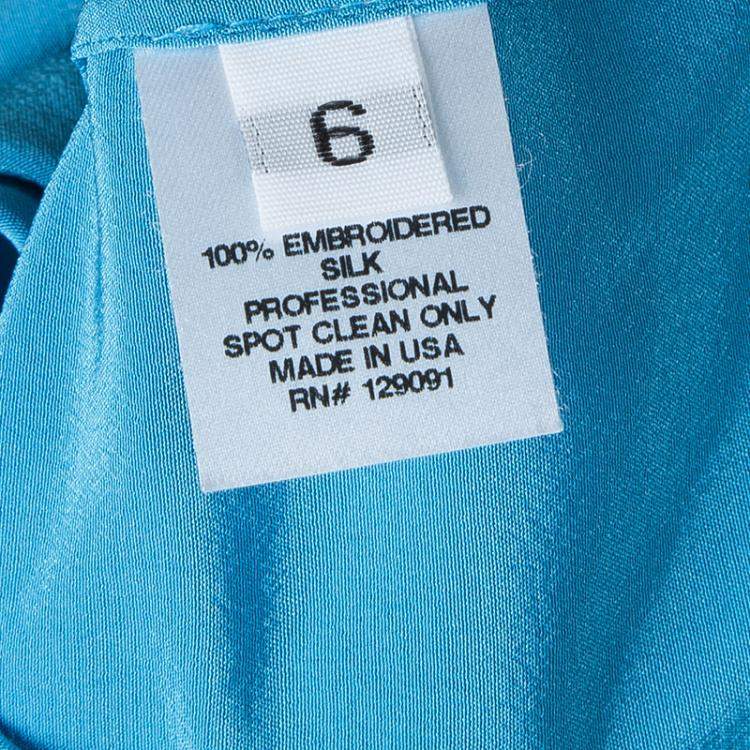 6
100% EMBROIDERED
SILK
PROFESSIONAL
SPOT CLEAN ONLY
MADE IN USA
RN# 129091